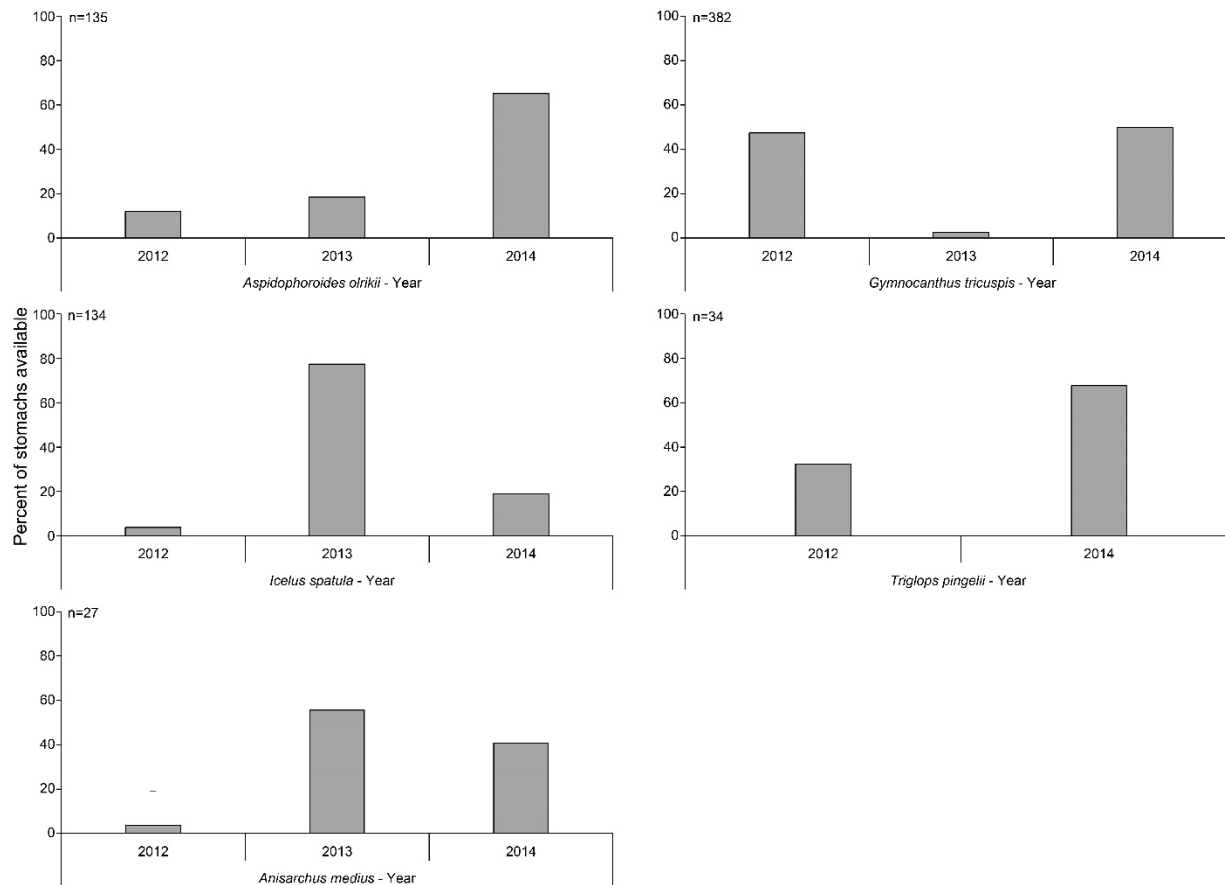 Percent of stomachs available
n=135
100
80
60
40
20
0
2012 2013 2014
Aspidophoroides olrikii - Year
n=382
100
80
60
40
20
0
2012 2013 2014
Gymnocanthus tricuspis - Year
n=134
100
80
60
40
20
0
2012 2013 2014
Icelus spatula - Year
n=34
100
80
60
40
20
0
2012 2014
Triglops pingelii - Year
n=27
100
80
60
40
20
0
2012 2013 2014
Anisarchus medius - Year